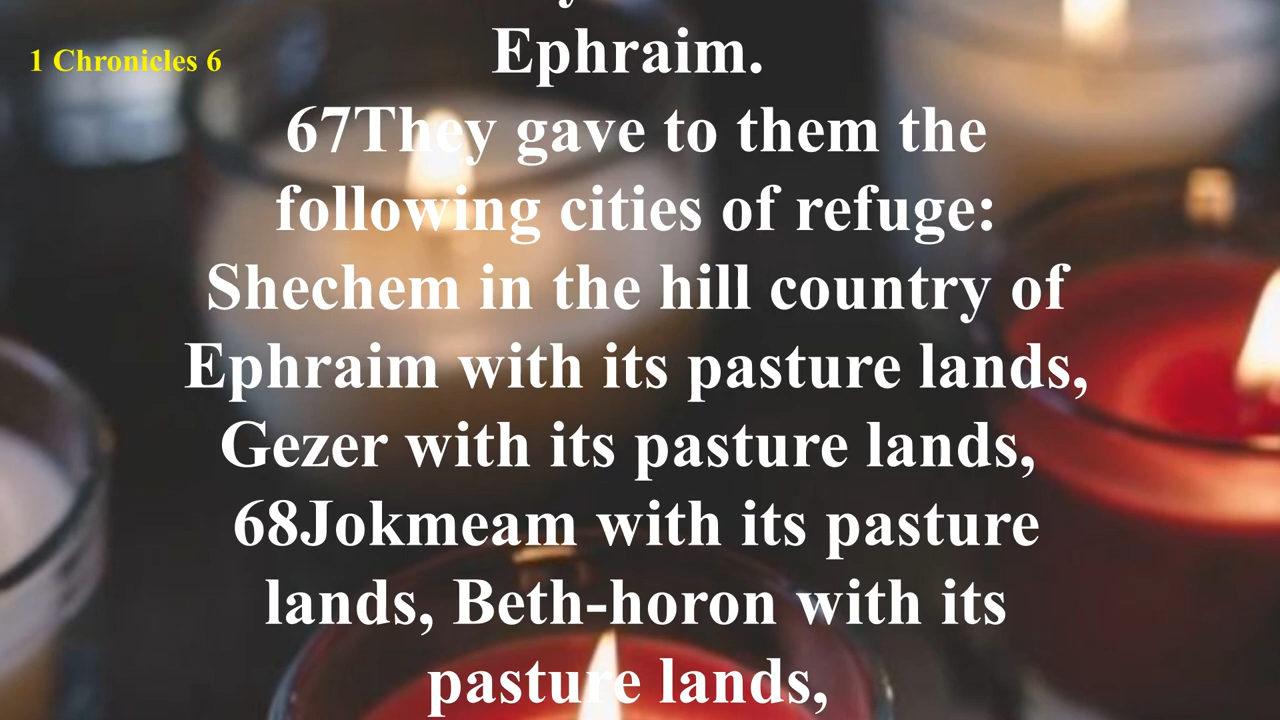 1 Chronicles 6
Ephraim.
67They gave to them the
following cities of refuge:
Shechem in the hill country of
Ephraim with its pasture lands,
Gezer with its pasture lands,
68Jokmeam with its pasture
lands, Beth-horon with its
pasture lands,